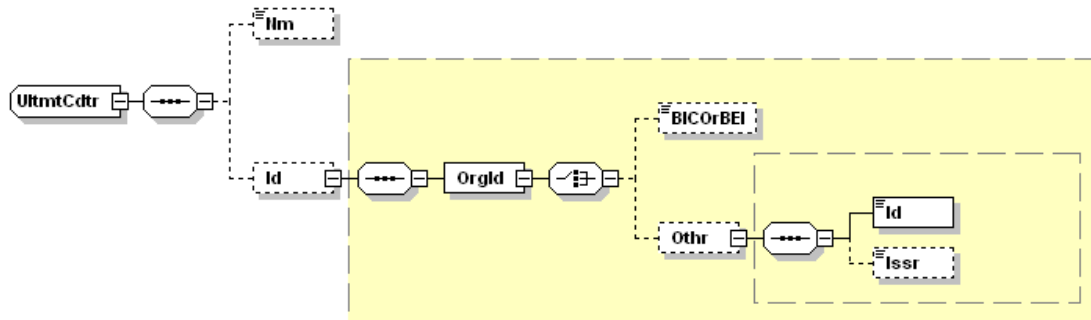 Nm
UltmtCdtr
BICOrBEI
Id
OrgId
Id
Othr
Issr